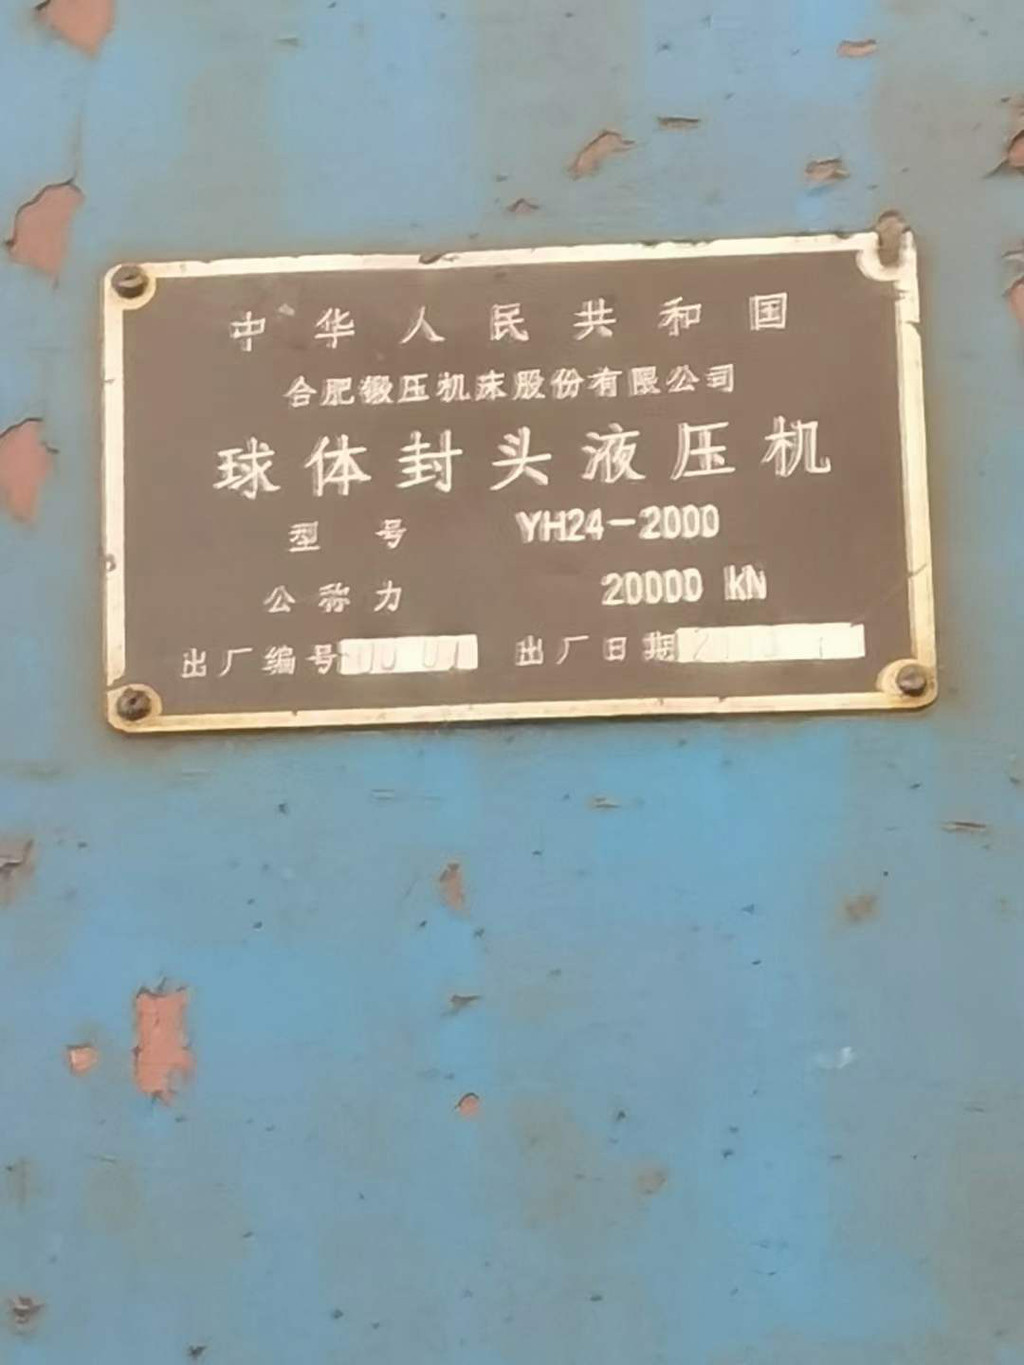 中华人民共和国
合肥锻压机床股份有限公司
球体封头液压机
型号 YH24-2000
公称力 20000 kN
出厂编号 出厂日期